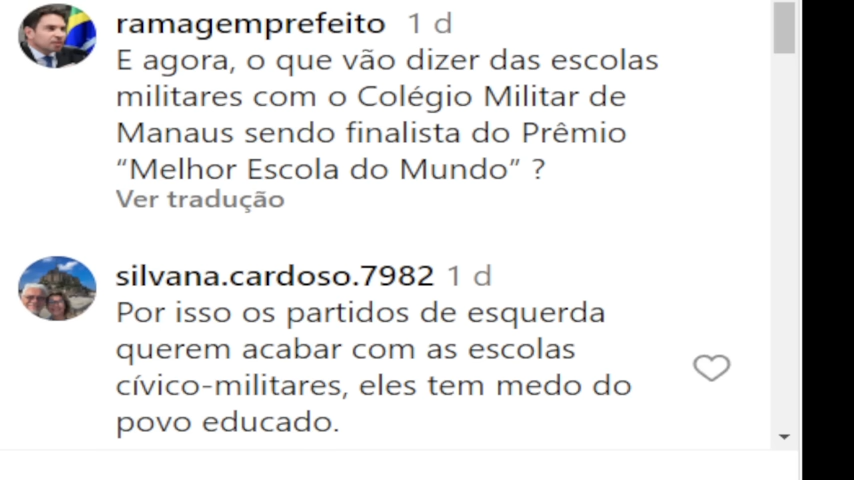 ramagemprefeito 1 d
E agora, o que vão dizer das escolas
militares com o Colégio Militar de
Manaus sendo finalista do Prêmio
“Melhor Escola do Mundo” ?
Ver tradução
silvana.cardoso.7982 1 d
Por isso os partidos de esquerda
querem acabar com as escolas
cívico-militares, eles tem medo do
povo educado.